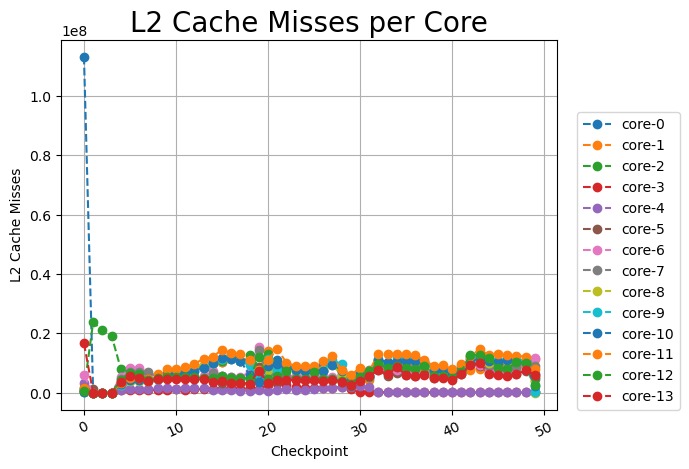 L2 Cache Misses per Core
1e8
1.0
0.8
0.6
0.4
0.2
0.0
L2 Cache Misses
0
10
20
30
40
50
Checkpoint
core-0
core-1
core-2
core-3
core-4
core-5
core-6
core-7
core-8
core-9
core-10
core-11
core-12
core-13